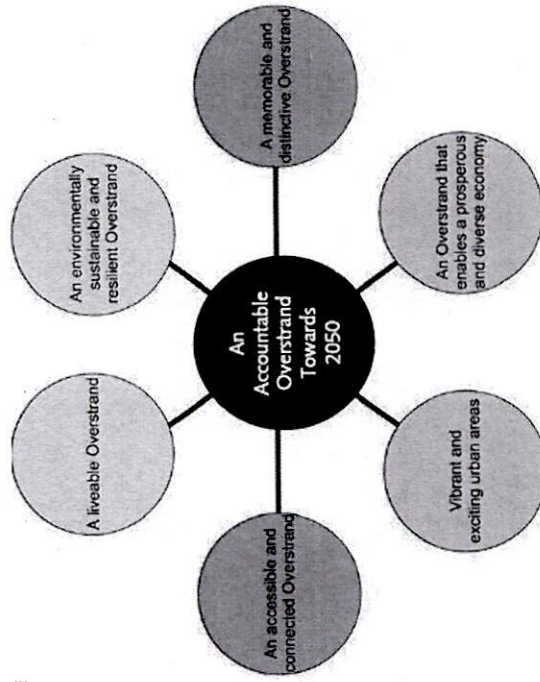 An
Accountable
Overstrand
Towards
2050
A liveable Overstrand
An environmentally
sustainable and
resilient Overstrand
A memorable and
distinctive Overstrand
An Overstrand that
enables a prosperous
and diverse economy
Vibrant and
exciting urban areas
An accessible and
connected Overstrand